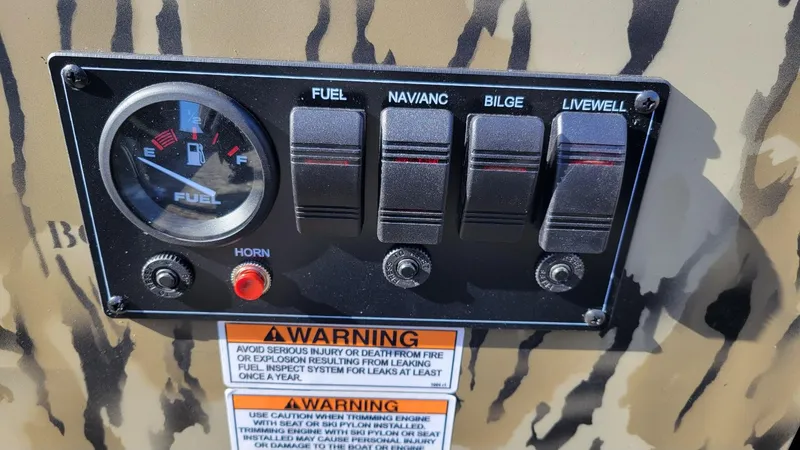 FUEL
NAV/ANC
BILGE
LIVEWELL
E
1/2
F
FUEL
HORN
B
WARNING
AVOID SERIOUS INJURY OR DEATH FROM FIRE
OR EXPLOSION RESULTING FROM LEAKING
FUEL. INSPECT SYSTEM FOR LEAKS AT LEAST
ONCE A YEAR.
WARNING
USE CAUTION WHEN TRIMMING ENGINE
WITH SEAT OR SKI PYLON INSTALLED.
TRIMMING ENGINE WITH SKI PYLON OR SEAT
INSTALLED MAY CAUSE PERSONAL INJURY
OR DAMAGE TO THE BOAT OR ENGINE